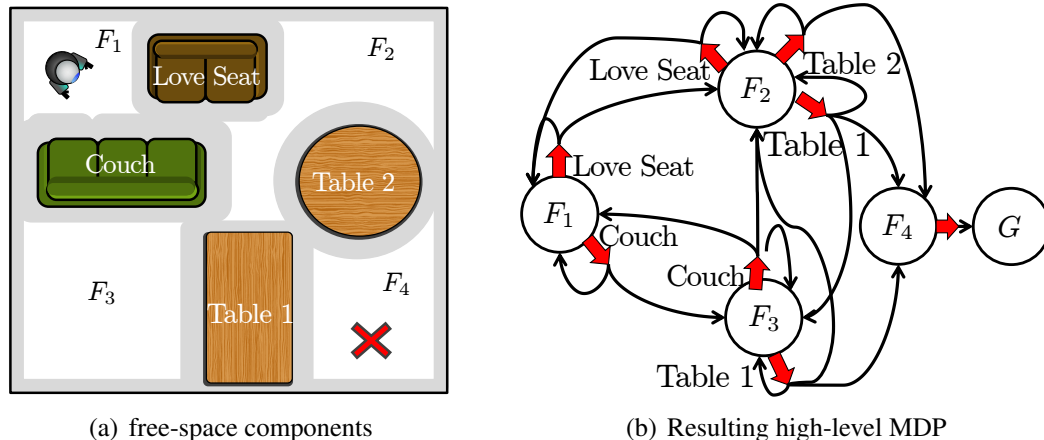 F₁
F₂
Love Seat
Couch
Table 2
F₃
F₄
Table 1
(a) free-space components
Love Seat
F₂
Table 2
Table 1
Love Seat
F₁
Couch
F₄
G
Couch
F₃
Table 1
(b) Resulting high-level MDP